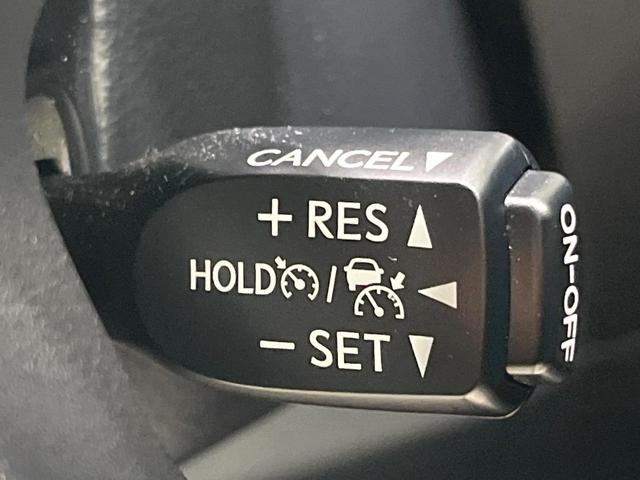 CANCEL▼
+ RES ▲
HOLD / ◀
− SET ▼
ON–OFF